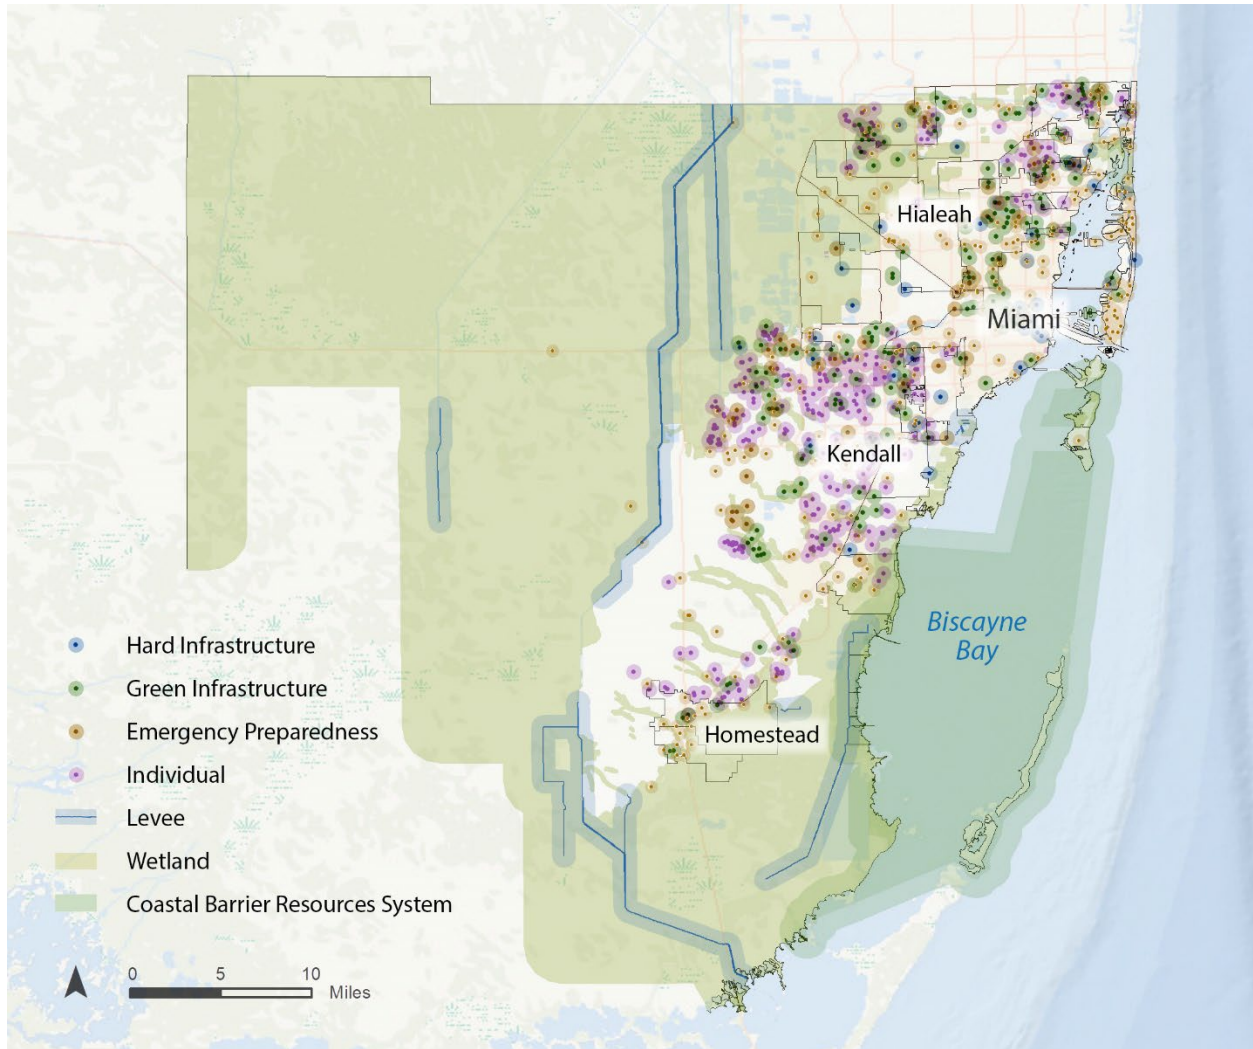 Hialeah
Miami
Kendall
Biscayne
Bay
Homestead
Hard Infrastructure
Green Infrastructure
Emergency Preparedness
Individual
Levee
Wetland
Coastal Barrier Resources System
0 5 10
Miles